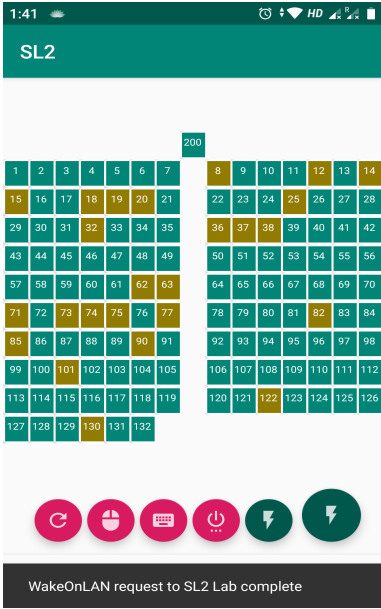 1:41 HD R
SL2
200
1 2 3 4 5 6 7 8 9 10 11 12 13 14
15 16 17 18 19 20 21 22 23 24 25 26 27 28
29 30 31 32 33 34 35 36 37 38 39 40 41 42
43 44 45 46 47 48 49 50 51 52 53 54 55 56
57 58 59 60 61 62 63 64 65 66 67 68 69 70
71 72 73 74 75 76 77 78 79 80 81 82 83 84
85 86 87 88 89 90 91 92 93 94 95 96 97 98
99 100 101 102 103 104 105 106 107 108 109 110 111 112
113 114 115 116 117 118 119 120 121 122 123 124 125 126
127 128 129 130 131 132
WakeOnLAN request to SL2 Lab complete